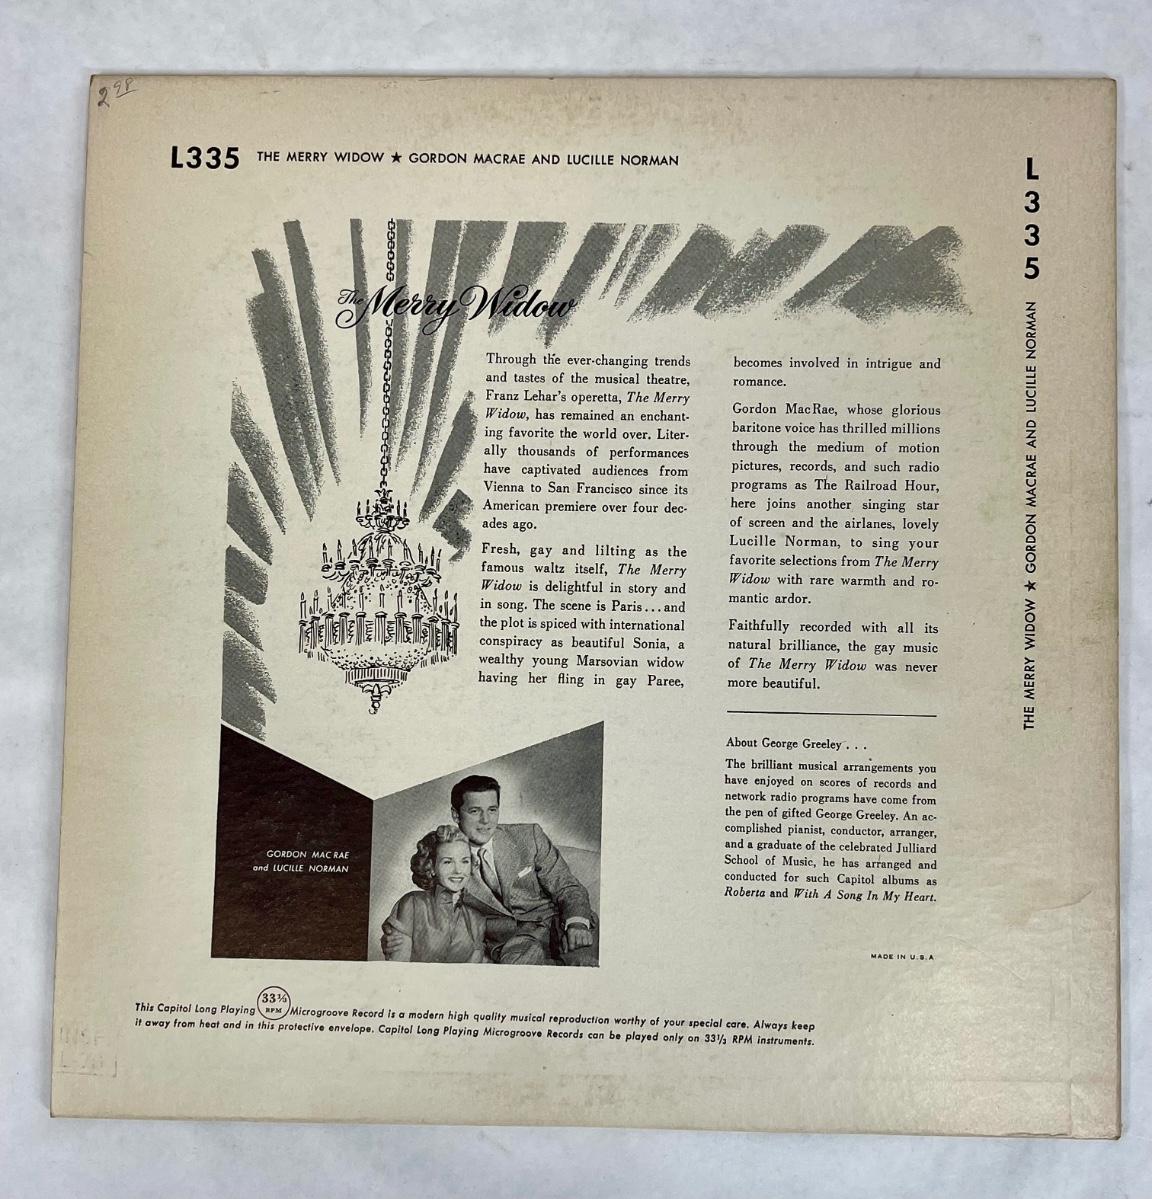 2 98
L335 THE MERRY WIDOW ★ GORDON MACRAE AND LUCILLE NORMAN
L
3
3
5
THE MERRY WIDOW ★ GORDON MACRAE AND LUCILLE NORMAN
The Merry Widow
Through the ever-changing trends
and tastes of the musical theatre,
Franz Lehar's operetta, The Merry
Widow, has remained an enchant-
ing favorite the world over. Liter-
ally thousands of performances
have captivated audiences from
Vienna to San Francisco since its
American premiere over four dec-
ades ago.
Fresh, gay and lilting as the
famous waltz itself, The Merry
Widow is delightful in story and
in song. The scene is Paris...and
the plot is spiced with international
conspiracy as beautiful Sonia, a
wealthy young Marsovian widow
having her fling in gay Paree,
becomes involved in intrigue and
romance.
Gordon MacRae, whose glorious
baritone voice has thrilled millions
through the medium of motion
pictures, records, and such radio
programs as The Railroad Hour,
here joins another singing star
of screen and the airlanes, lovely
Lucille Norman, to sing your
favorite selections from The Merry
Widow with rare warmth and ro-
mantic ardor.
Faithfully recorded with all its
natural brilliance, the gay music
of The Merry Widow was never
more beautiful.
About George Greeley . . .
The brilliant musical arrangements you
have enjoyed on scores of records and
network radio programs have come from
the pen of gifted George Greeley. An ac-
complished pianist, conductor, arranger,
and a graduate of the celebrated Julliard
School of Music, he has arranged and
conducted for such Capitol albums as
Roberta and With A Song In My Heart.
GORDON MAC RAE
and LUCILLE NORMAN
MADE IN U.S.A
This Capitol Long Playing 33⅓ RPM Microgroove Record is a modern high quality musical reproduction worthy of your special care. Always keep
it away from heat and in this protective envelope. Capitol Long Playing Microgroove Records can be played only on 33⅓ RPM instruments.